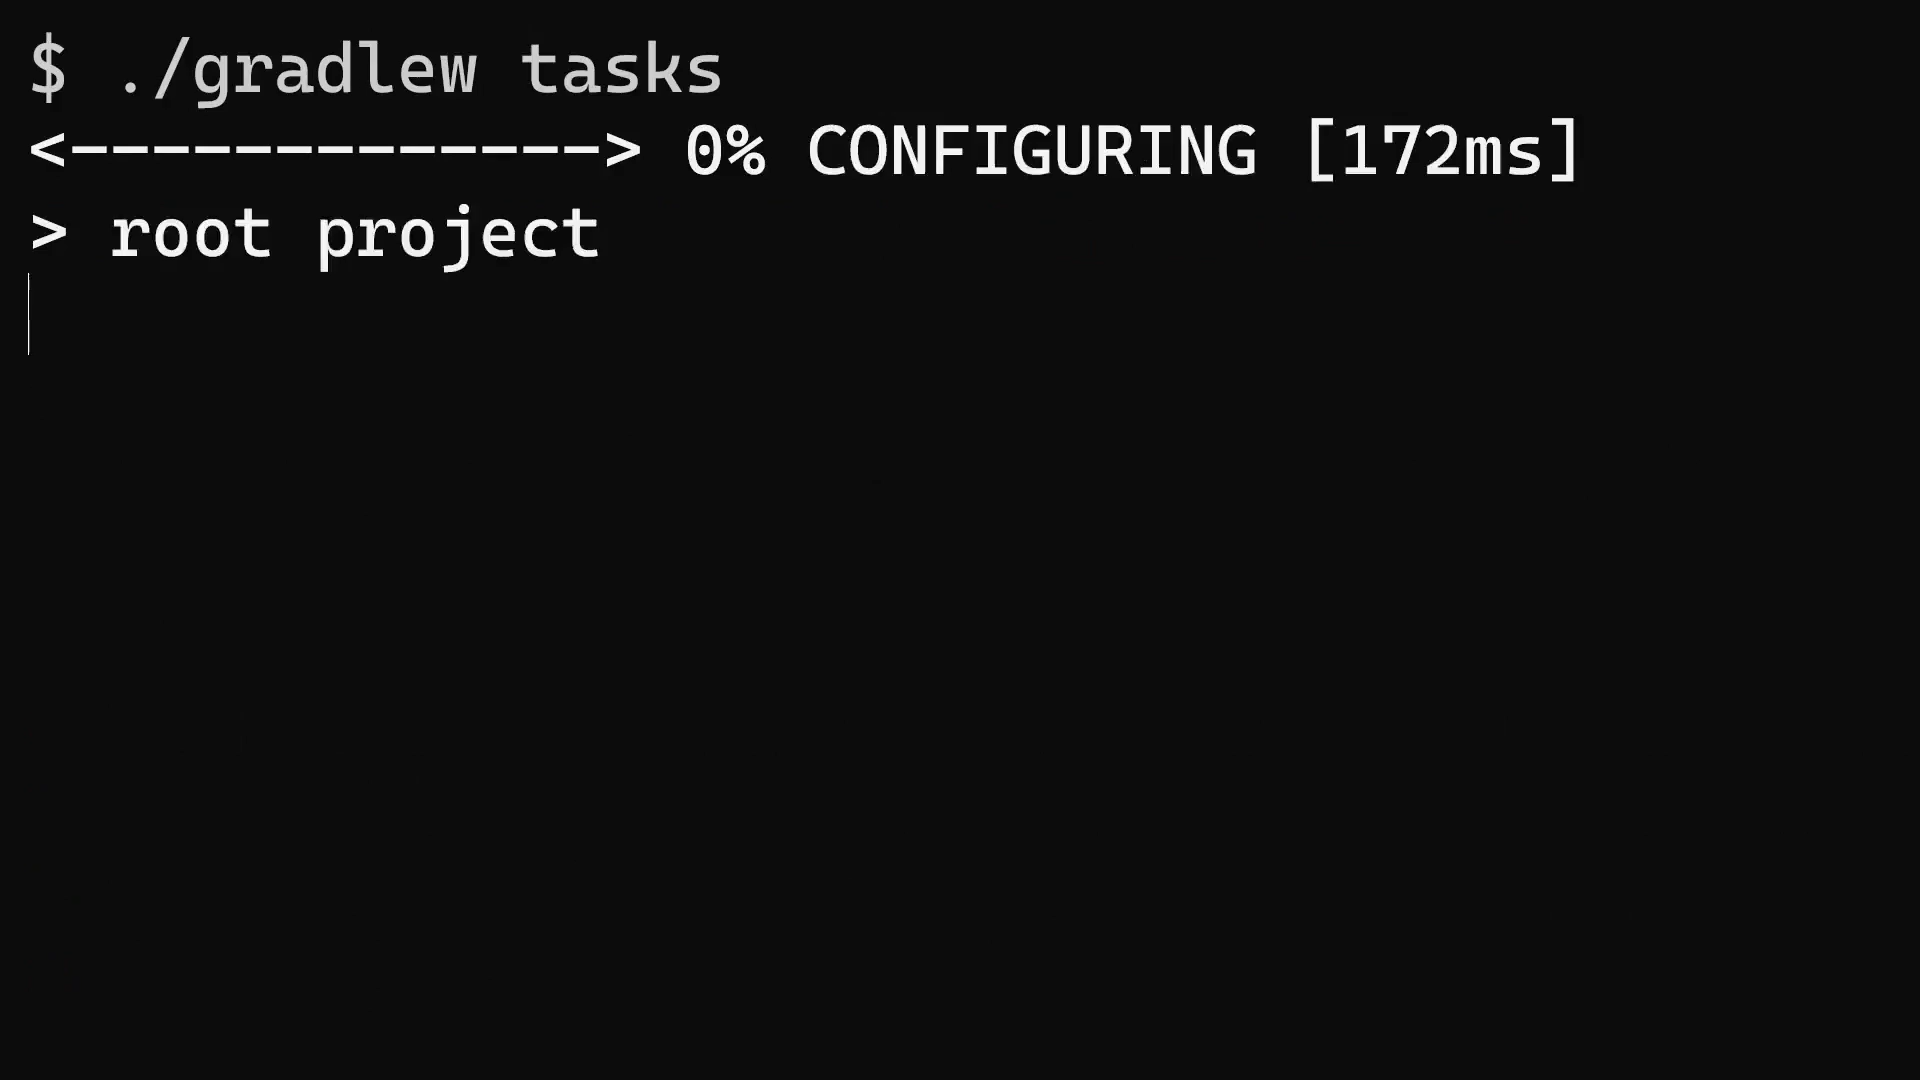 $ ./gradlew tasks
<-------------> 0% CONFIGURING [172ms]
> root project